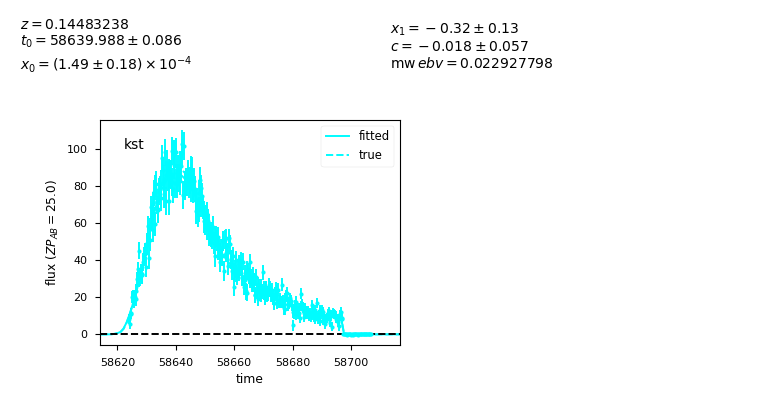 z = 0.14483238
t₀ = 58639.988 ± 0.086
x₀ = (1.49 ± 0.18) × 10⁻⁴
x₁ = −0.32 ± 0.13
c = −0.018 ± 0.057
mw ebv = 0.022927798
kst
fitted
true
100
80
60
40
20
0
58620 58640 58660 58680 58700
time
flux (ZP_AB = 25.0)